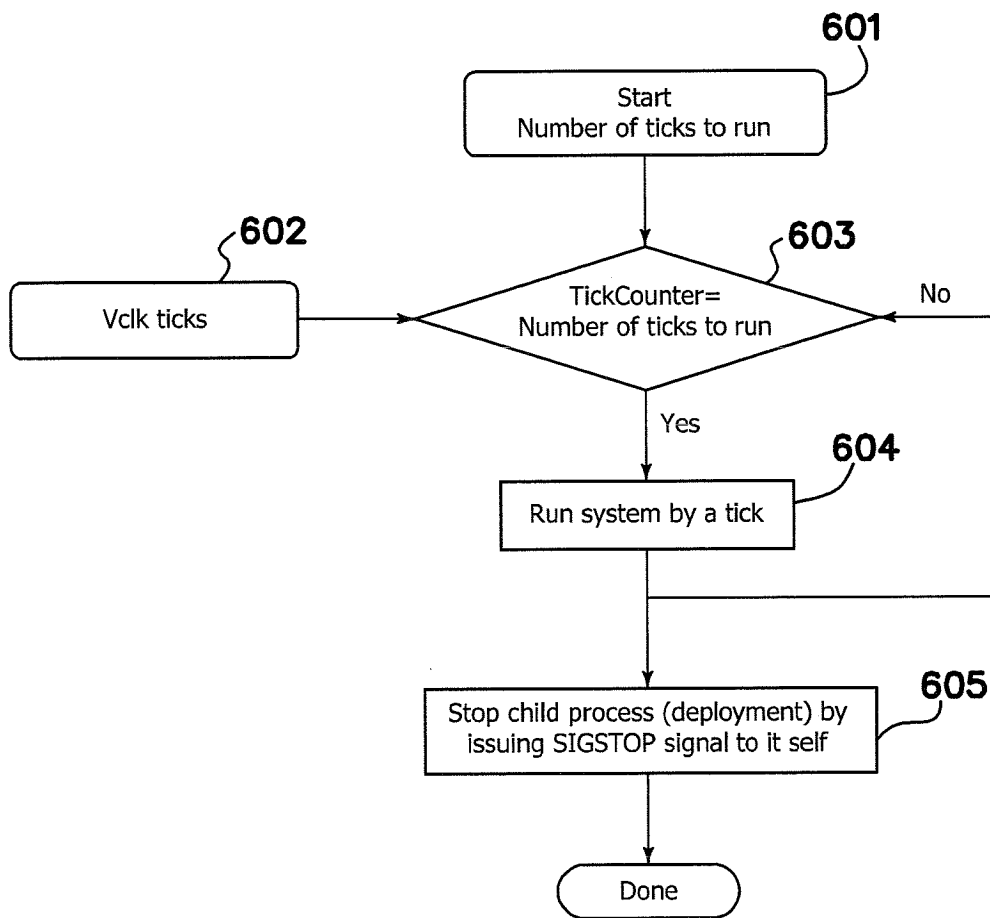 601
Start
Number of ticks to run
602
Vclk ticks
603
TickCounter=
Number of ticks to run
No
Yes
604
Run system by a tick
605
Stop child process (deployment) by
issuing SIGSTOP signal to it self
Done